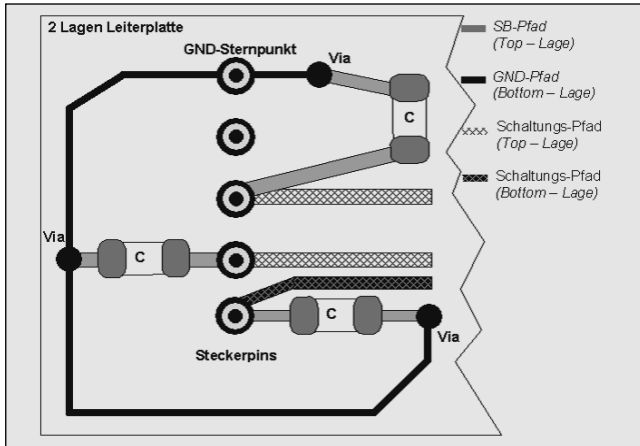 2 Lagen Leiterplatte
GND-Sternpunkt
Via
C
Via
C
C
Via
Steckerpins
SB-Pfad
(Top – Lage)
GND-Pfad
(Bottom – Lage)
Schaltungs-Pfad
(Top – Lage)
Schaltungs-Pfad
(Bottom – Lage)